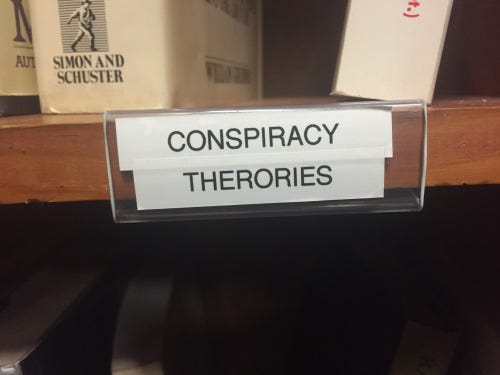 SIMON AND
SCHUSTER
t.)
CONSPIRACY
THERORIES